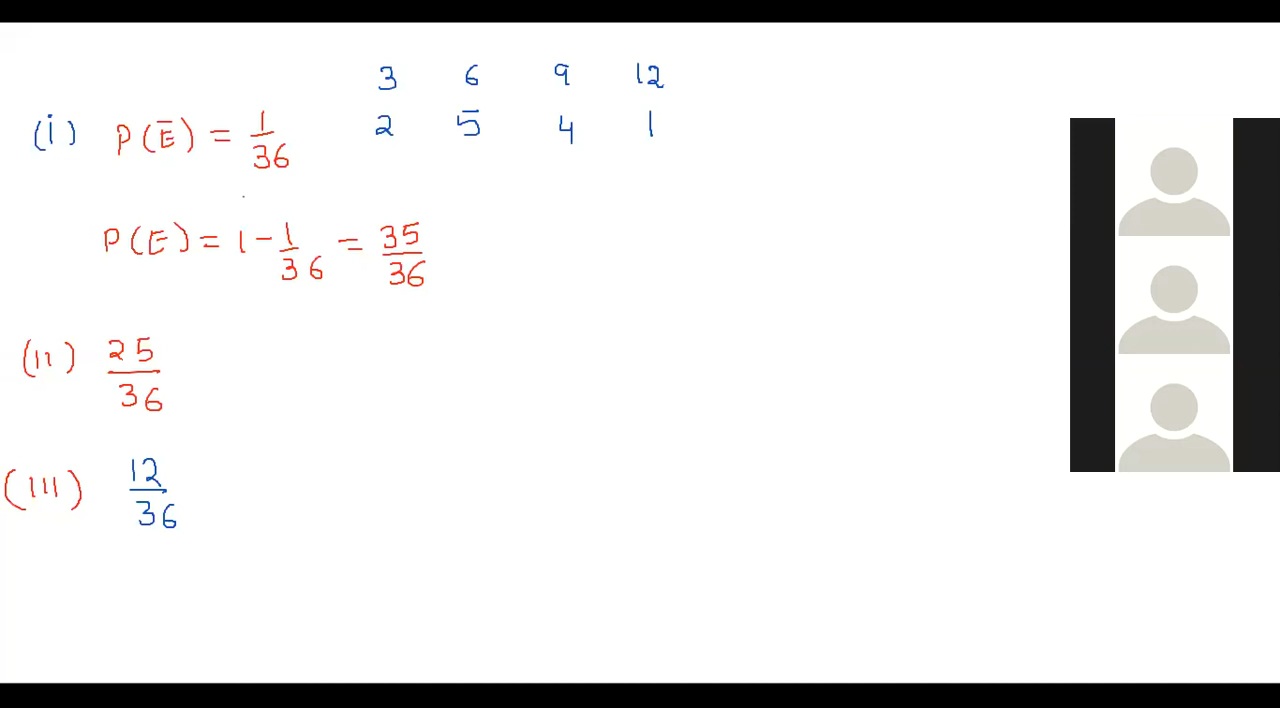 3 6 9 12
2 5 4 1
(i) P(E̅) = 1/36
P(E) = 1 - 1/36 = 35/36
(ii) 25/36
(iii) 12/36